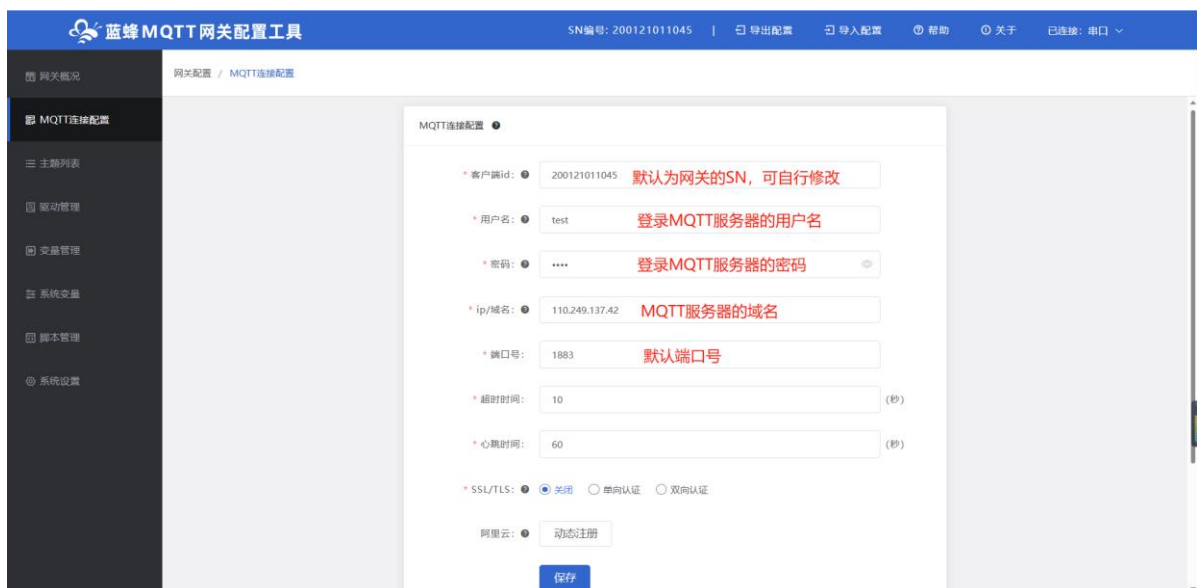 蓝蜂MQTT网关配置工具
SN编号: 200121011045 | 导出配置 导入配置 帮助 关于 已连接: 串口
网关概况
网关配置 / MQTT连接配置
MQTT连接配置
MQTT连接配置
主题列表
驱动管理
变量管理
系统变量
脚本管理
系统设置
* 客户端id: 200121011045 默认为网关的SN，可自行修改
* 用户名: test 登录MQTT服务器的用户名
* 密码: •••• 登录MQTT服务器的密码
* ip/域名: 110.249.137.42 MQTT服务器的域名
* 端口号: 1883 默认端口号
* 超时时间: 10 (秒)
* 心跳时间: 60 (秒)
* SSL/TLS: 关闭 单向认证 双向认证
阿里云: 动态注册
保存